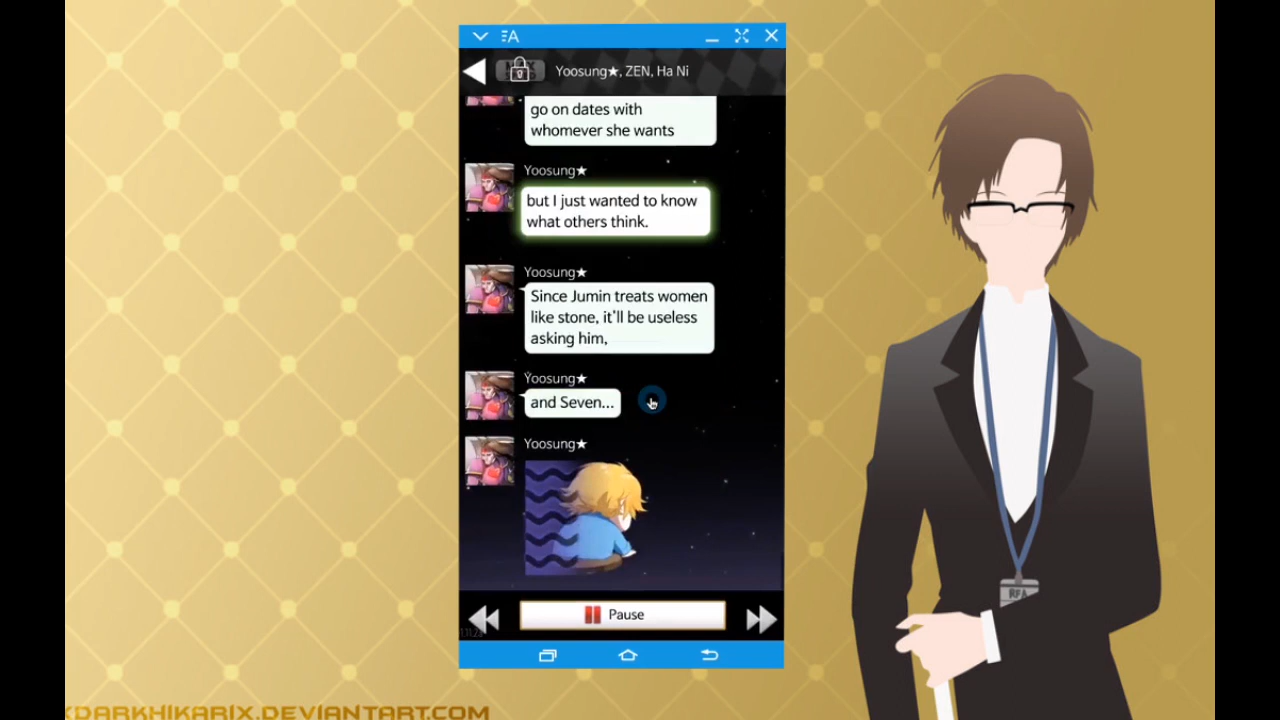 Yoosung★, ZEN, Ha Ni
go on dates with
whomever she wants
Yoosung★
but I just wanted to know
what others think.
Yoosung★
Since Jumin treats women
like stone, it'll be useless
asking him,
Yoosung★
and Seven...
Yoosung★
Pause
RFA
XDARKHIKARIX.DEVIANTART.COM